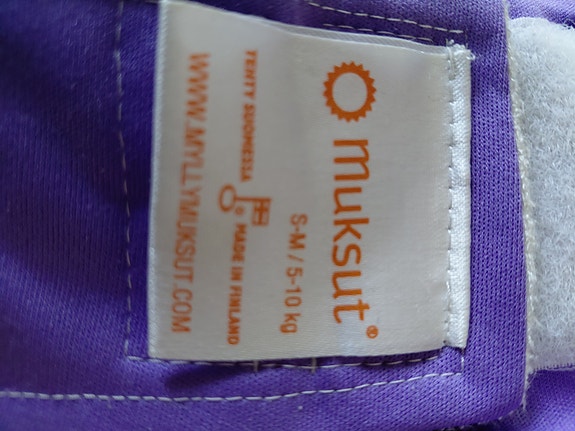 muksut®
S-M / 5-10 kg
TEHTY SUOMESSA MADE IN FINLAND
WWW.MYLLYMUKSUT.COM